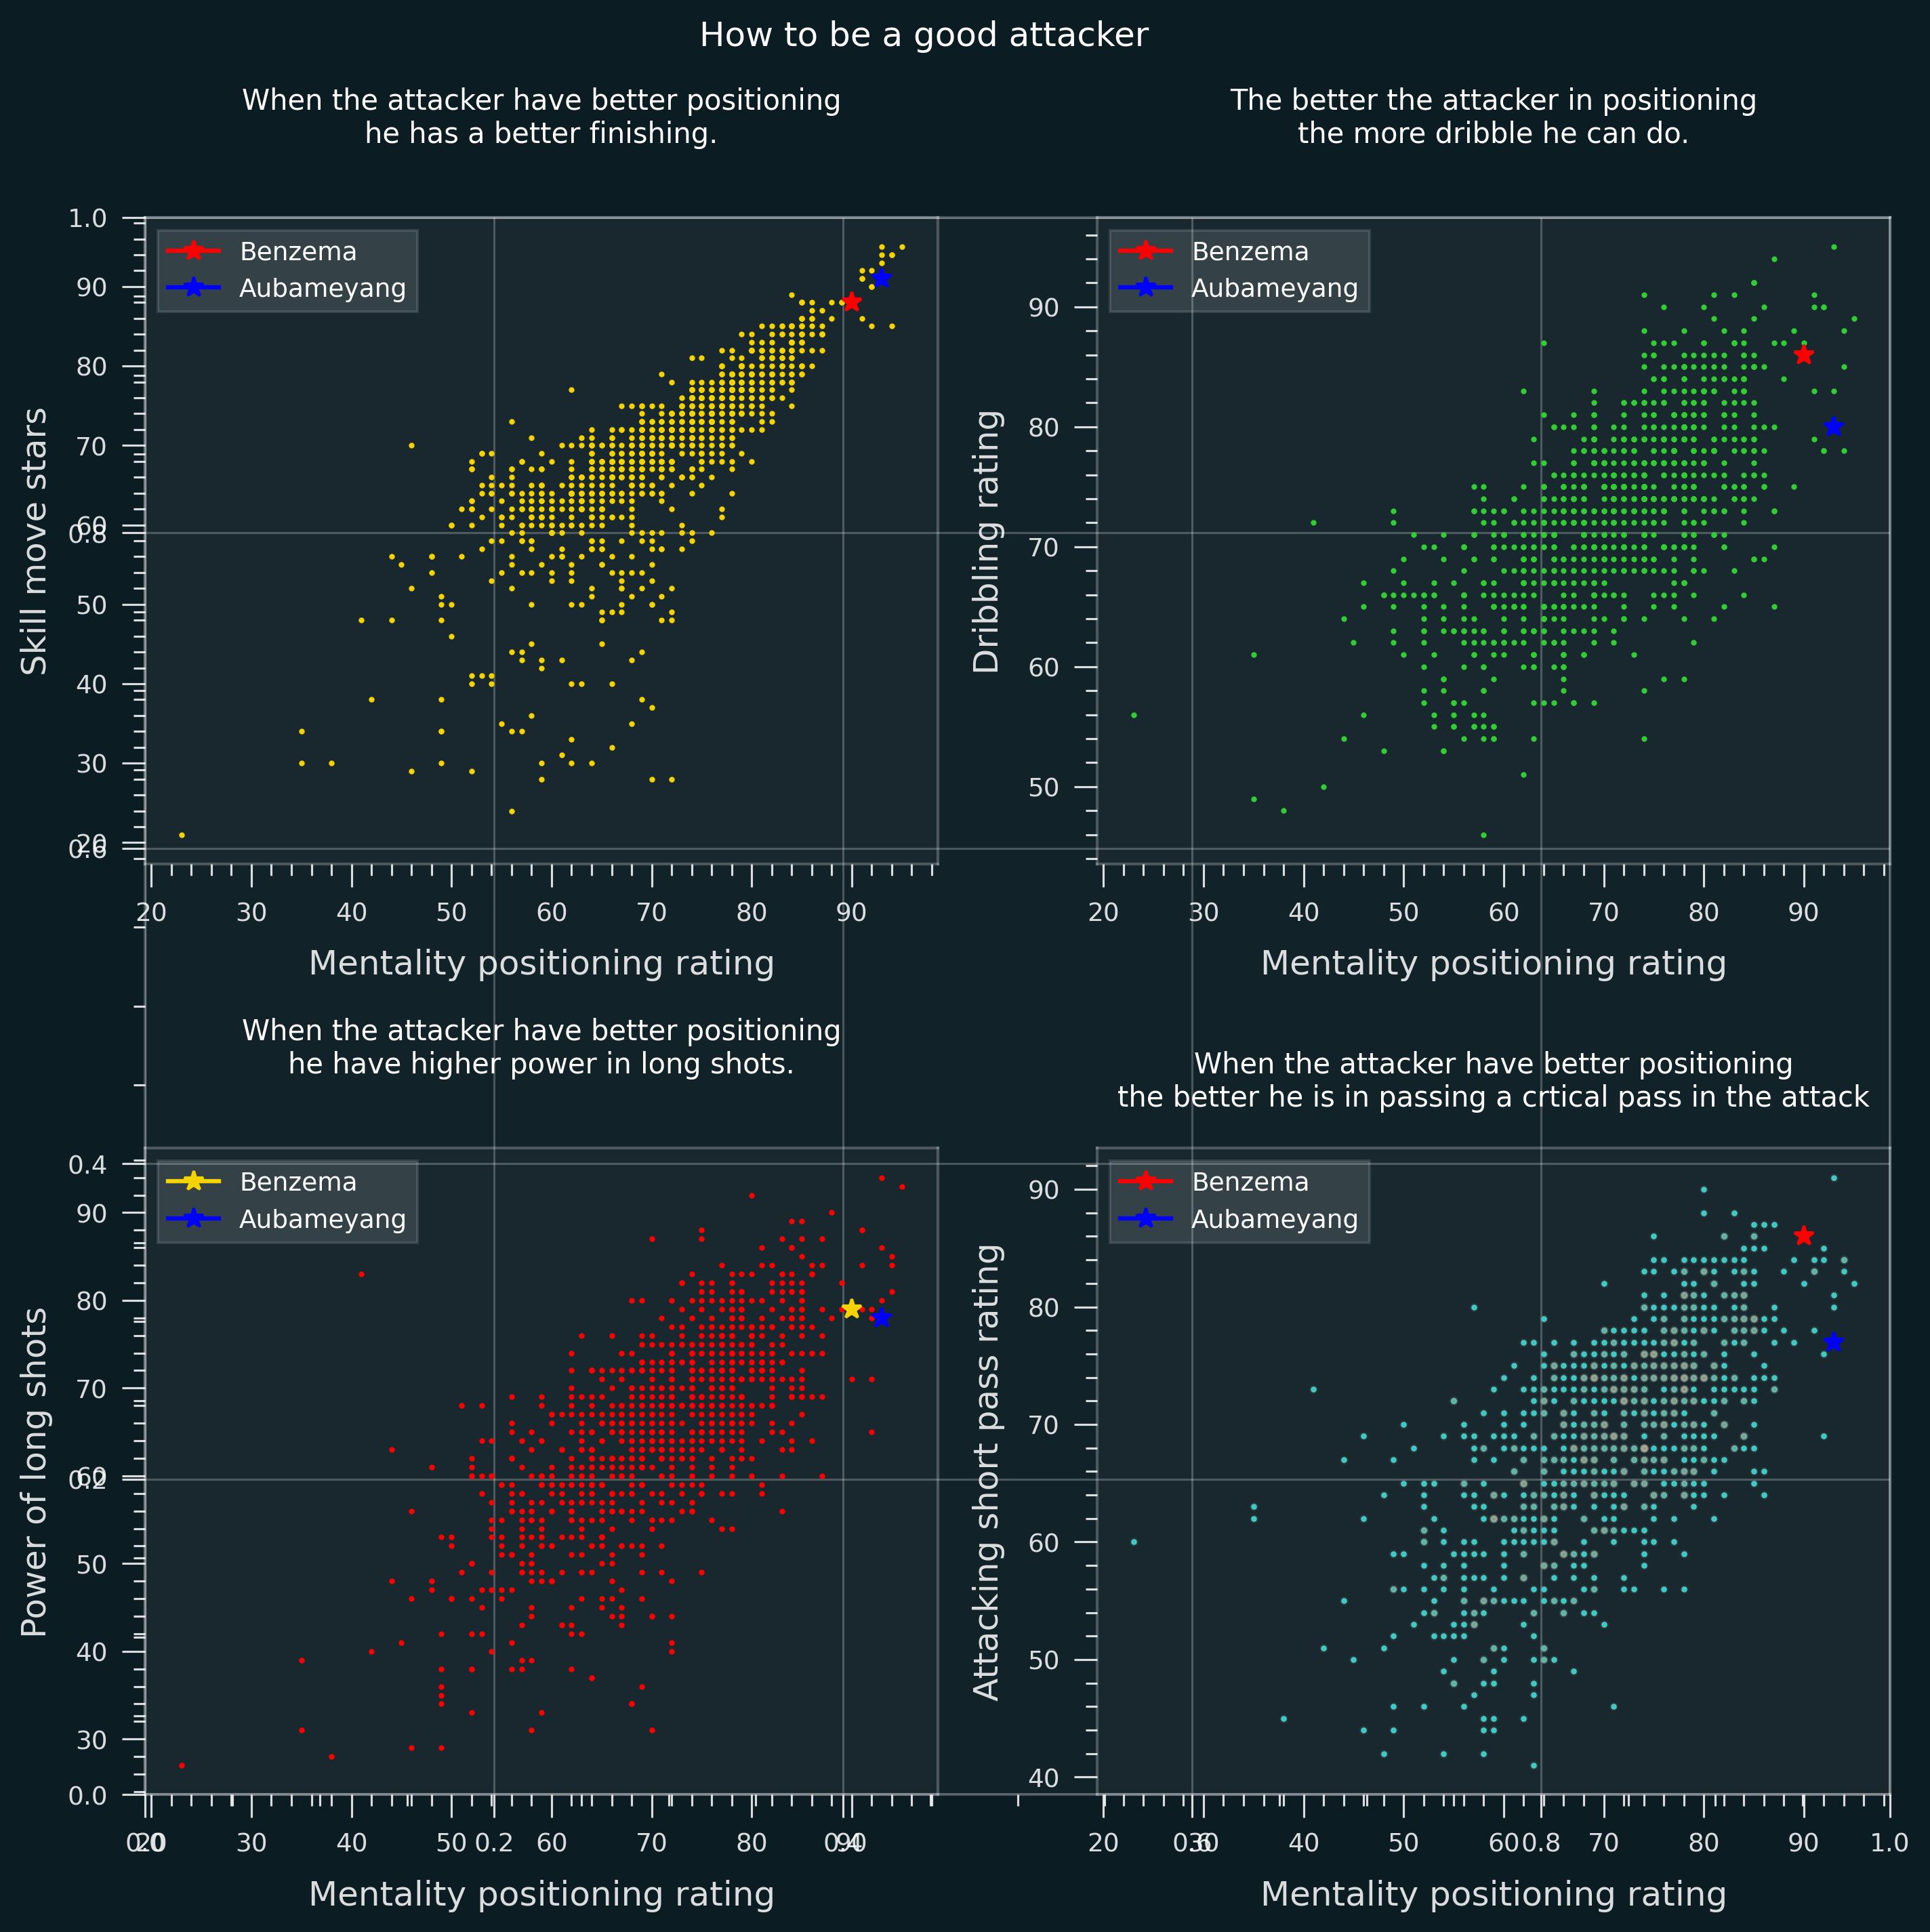 How to be a good attacker
When the attacker have better positioning
he has a better finishing.
The better the attacker in positioning
the more dribble he can do.
1.0
90
80
70
60
0.8
50
40
30
20
0.6
Skill move stars
Benzema
Aubameyang
20 30 40 50 60 70 80 90
Mentality positioning rating
90
80
70
60
50
Dribbling rating
Benzema
Aubameyang
20 30 40 50 60 70 80 90
Mentality positioning rating
When the attacker have better positioning
he have higher power in long shots.
When the attacker have better positioning
the better he is in passing a crtical pass in the attack
0.4
90
80
70
60
0.2
50
40
30
0.0
Power of long shots
Benzema
Aubameyang
0.0 20 30 40 50 0.2 60 70 80 0.4 90
Mentality positioning rating
90
80
70
60
50
40
Attacking short pass rating
Benzema
Aubameyang
20 0.6 30 40 50 60 0.8 70 80 90 1.0
Mentality positioning rating